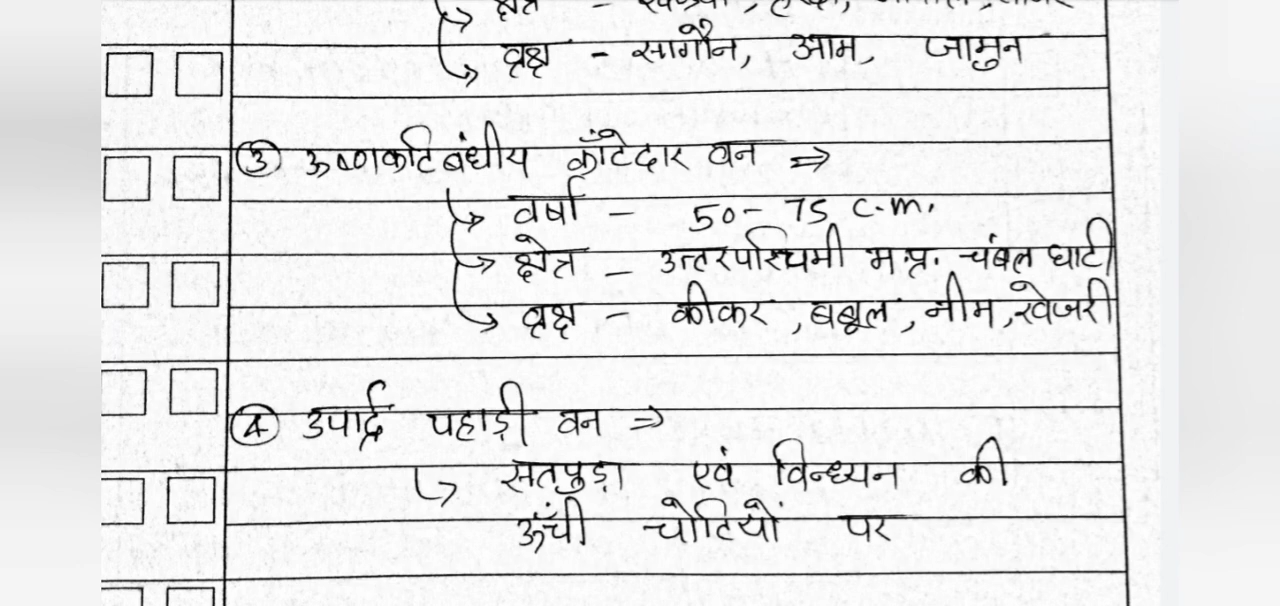 क्षेत्र -
वृक्ष - सागौन, आम, जामुन
③ ऊष्णकटिबंधीय काँटेदार वन ⇒
↳ वर्षा - 50-75 c.m.
↳ क्षेत्र - उत्तरपश्चिमी म.प्र. चंबल घाटी
↳ वृक्ष - कीकर, बबूल, नीम, खेजरी
④ उपार्द्र पहाड़ी वन ⇒
↳ सतपुड़ा एवं विन्ध्यन की
ऊँची चोटियों पर